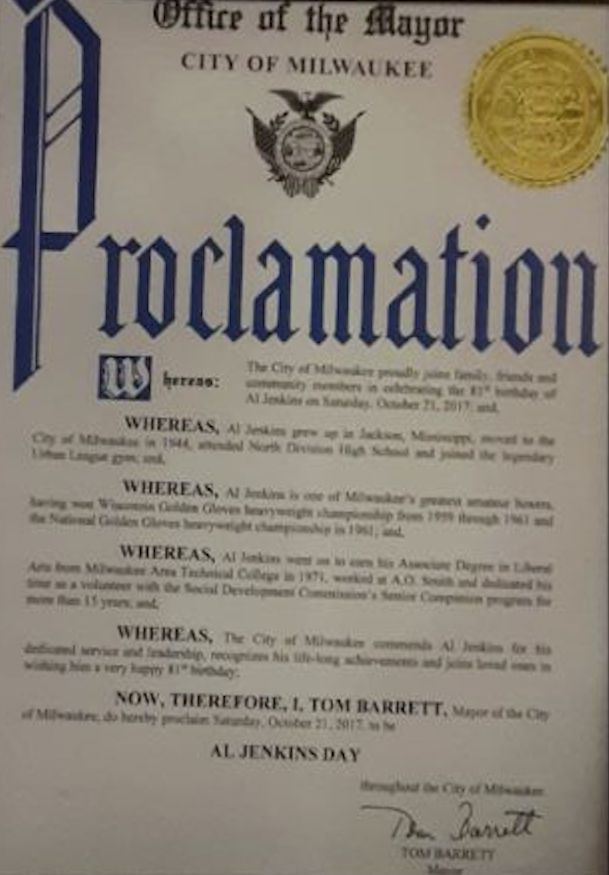 Office of the Mayor
CITY OF MILWAUKEE
Proclamation
Whereas: The City of Milwaukee proudly joins family, friends and
community members in celebrating the 81st birthday of
Al Jenkins on Saturday, October 21, 2017; and,
WHEREAS, Al Jenkins grew up in Jackson, Mississippi, moved to the
City of Milwaukee in 1944, attended North Division High School and joined the legendary
Urban League gym; and,
WHEREAS, Al Jenkins is one of Milwaukee's greatest amateur boxers,
having won Wisconsin Golden Gloves heavyweight championship from 1959 through 1961 and
the National Golden Gloves heavyweight championship in 1961; and,
WHEREAS, Al Jenkins went on to earn his Associate Degree in Liberal
Arts from Milwaukee Area Technical College in 1971, worked at A.O. Smith and dedicated his
time as a volunteer with the Social Development Commission's Senior Companion program for
more than 15 years; and,
WHEREAS, The City of Milwaukee commends Al Jenkins for his
dedicated service and leadership, recognizes his life-long achievements and joins loved ones in
wishing him a very happy 81st birthday;
NOW, THEREFORE, I, TOM BARRETT, Mayor of the City
of Milwaukee, do hereby proclaim Saturday, October 21, 2017, to be
AL JENKINS DAY
throughout the City of Milwaukee.
Tom Barrett
TOM BARRETT
Mayor